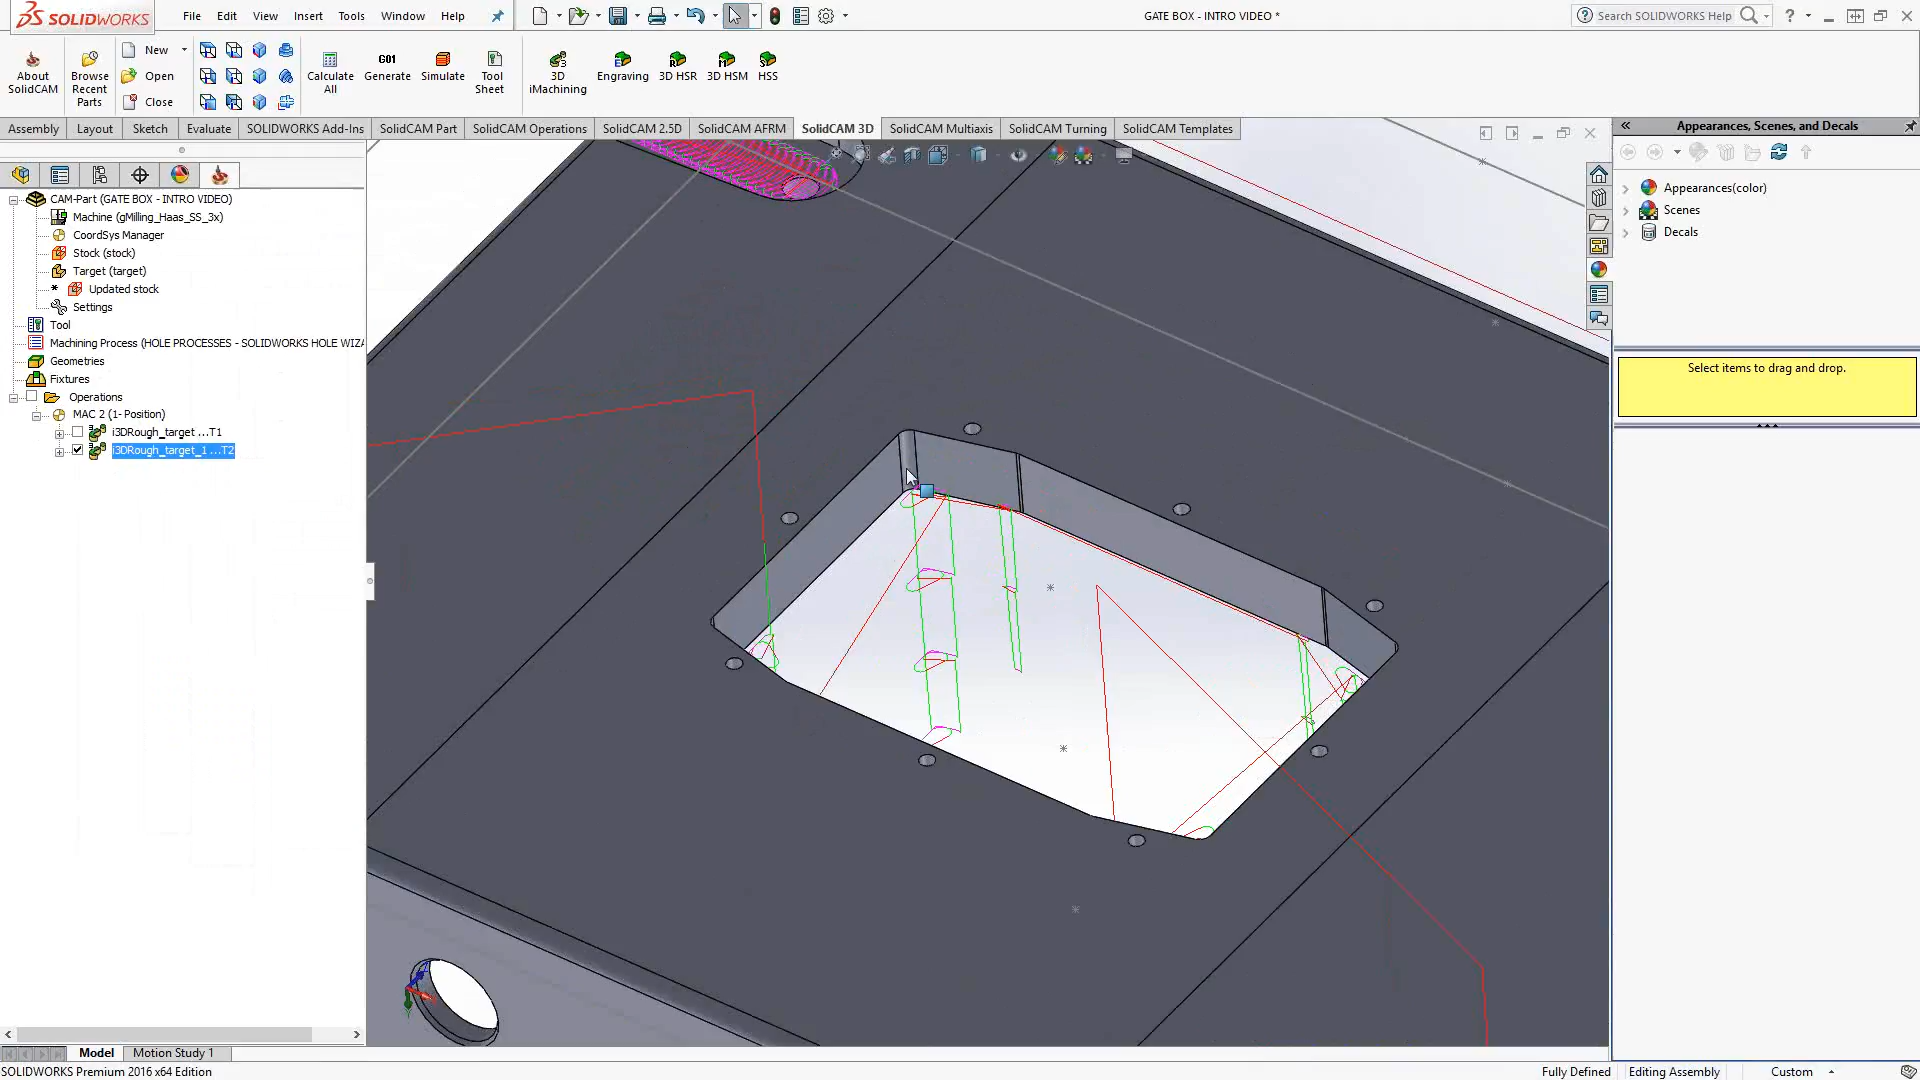 SOLIDWORKS
File Edit View Insert Tools Window Help
GATE BOX - INTRO VIDEO *
Search SOLIDWORKS Help
About SolidCAM
Browse Recent Parts
New
Open
Close
Calculate All
G01
Generate
Simulate
Tool Sheet
3D iMachining
Engraving
3D HSR
3D HSM
HSS
Assembly Layout Sketch Evaluate SOLIDWORKS Add-Ins SolidCAM Part SolidCAM Operations SolidCAM 2.5D SolidCAM AFRM SolidCAM 3D SolidCAM Multiaxis SolidCAM Turning SolidCAM Templates
Appearances, Scenes, and Decals
Appearances(color)
Scenes
Decals
Select items to drag and drop.
CAM-Part (GATE BOX - INTRO VIDEO)
Machine (gMilling_Haas_SS_3x)
CoordSys Manager
Stock (stock)
Target (target)
* Updated stock
Settings
Tool
Machining Process (HOLE PROCESSES - SOLIDWORKS HOLE WIZA
Geometries
Fixtures
Operations
MAC 2 (1- Position)
i3DRough_target ...T1
i3DRough_target_1 ...T2
Model Motion Study 1
SOLIDWORKS Premium 2016 x64 Edition
Fully Defined Editing Assembly Custom